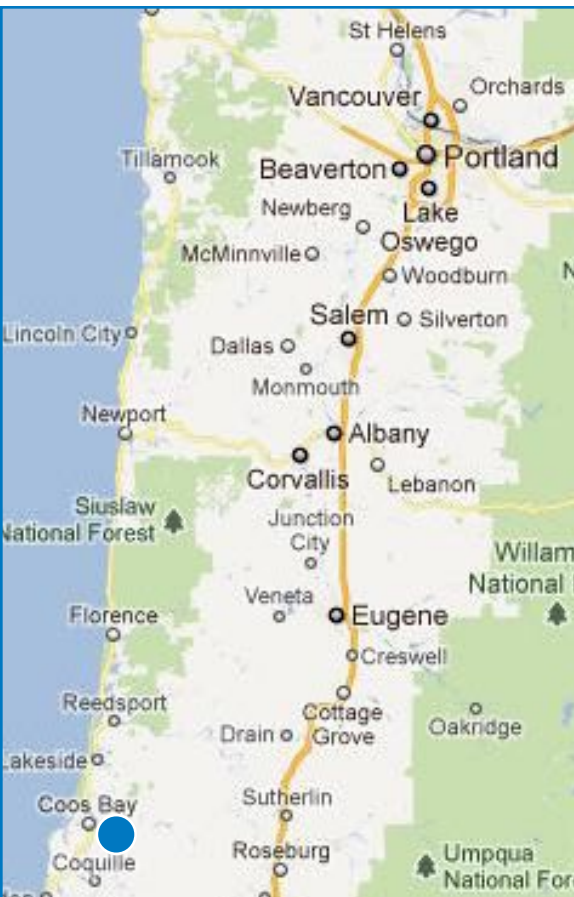 St Helens
Orchards
Vancouver
Portland
Tillamook
Beaverton
Lake
Oswego
Newberg
McMinnville
Woodburn
Salem
Silverton
Lincoln City
Dallas
Monmouth
Newport
Albany
Corvallis
Lebanon
Siuslaw
National Forest
Junction
City
Willam
National
Veneta
Florence
Eugene
Creswell
Reedsport
Cottage
Grove
Oakridge
Drain
Lakeside
Coos Bay
Sutherlin
Coquille
Roseburg
Umpqua
National For